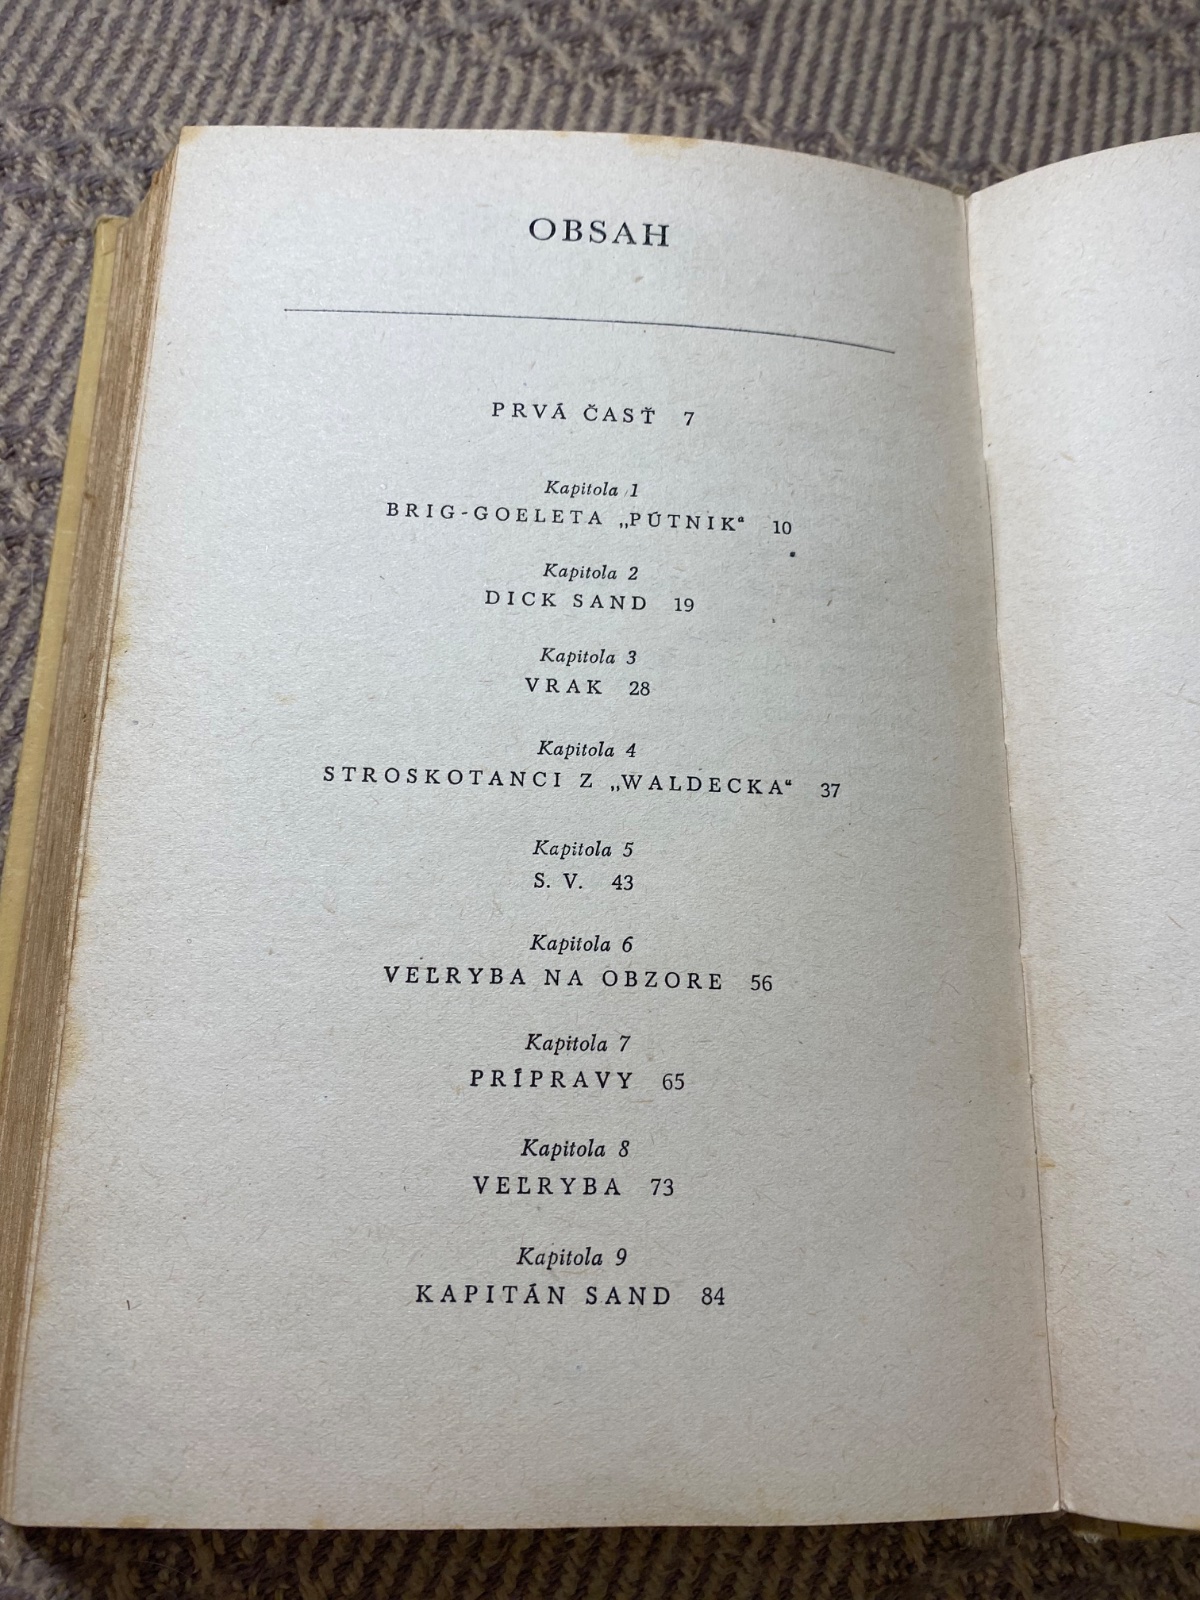 OBSAH
PRVÁ ČASŤ 7
Kapitola 1
BRIG-GOELETA „PÚTNIK“ 10
Kapitola 2
DICK SAND 19
Kapitola 3
VRAK 28
Kapitola 4
STROSKOTANCI Z „WALDECKA“ 37
Kapitola 5
S. V. 43
Kapitola 6
VEĽRYBA NA OBZORE 56
Kapitola 7
PRÍPRAVY 65
Kapitola 8
VEĽRYBA 73
Kapitola 9
KAPITÁN SAND 84